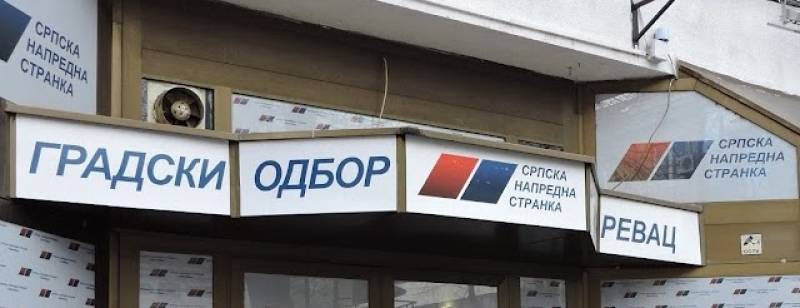 СРПСКА
НАПРЕДНА
СТРАНКА
ГРАДСКИ ОДБОР
СРПСКА
НАПРЕДНА
СТРАНКА
РЕВАЦ
СРПСКА
НАПРЕДНА
СТРАНКА